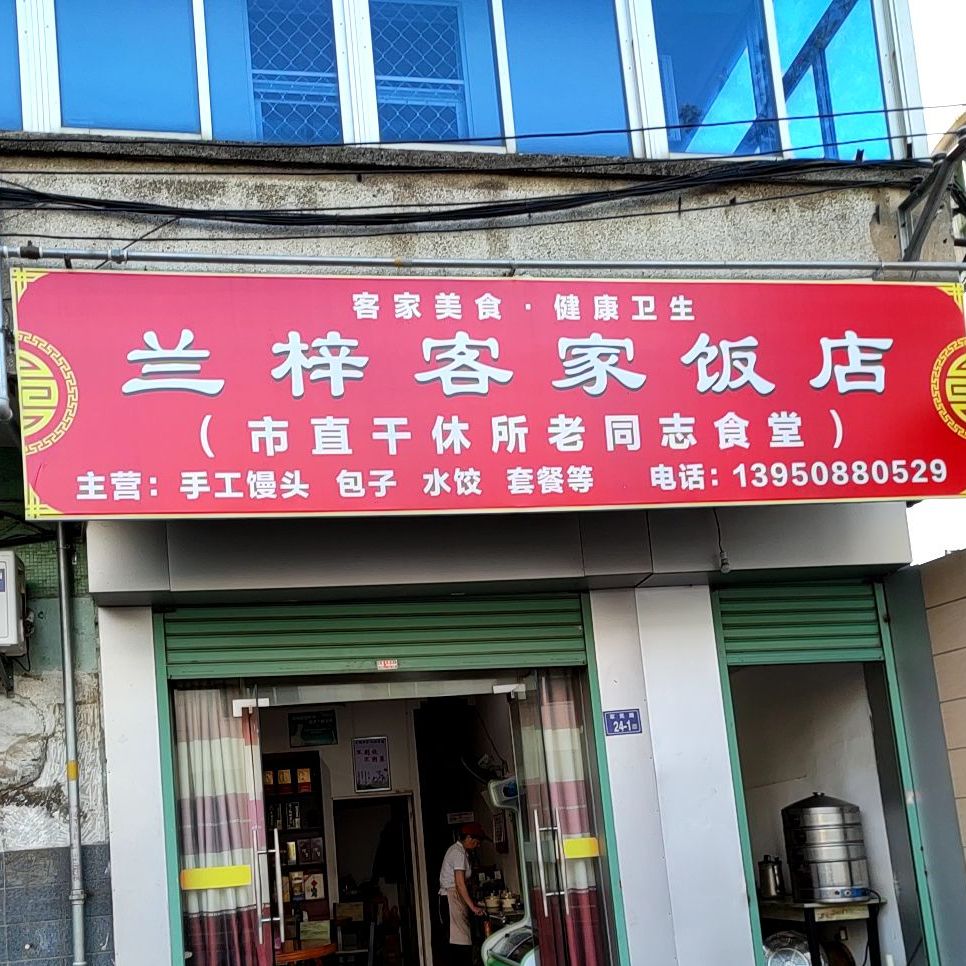 客家美食·健康卫生
兰梓客家饭店
（市直干休所老同志食堂）
主营：手工馒头 包子 水饺 套餐等 电话：13950880529
24-1